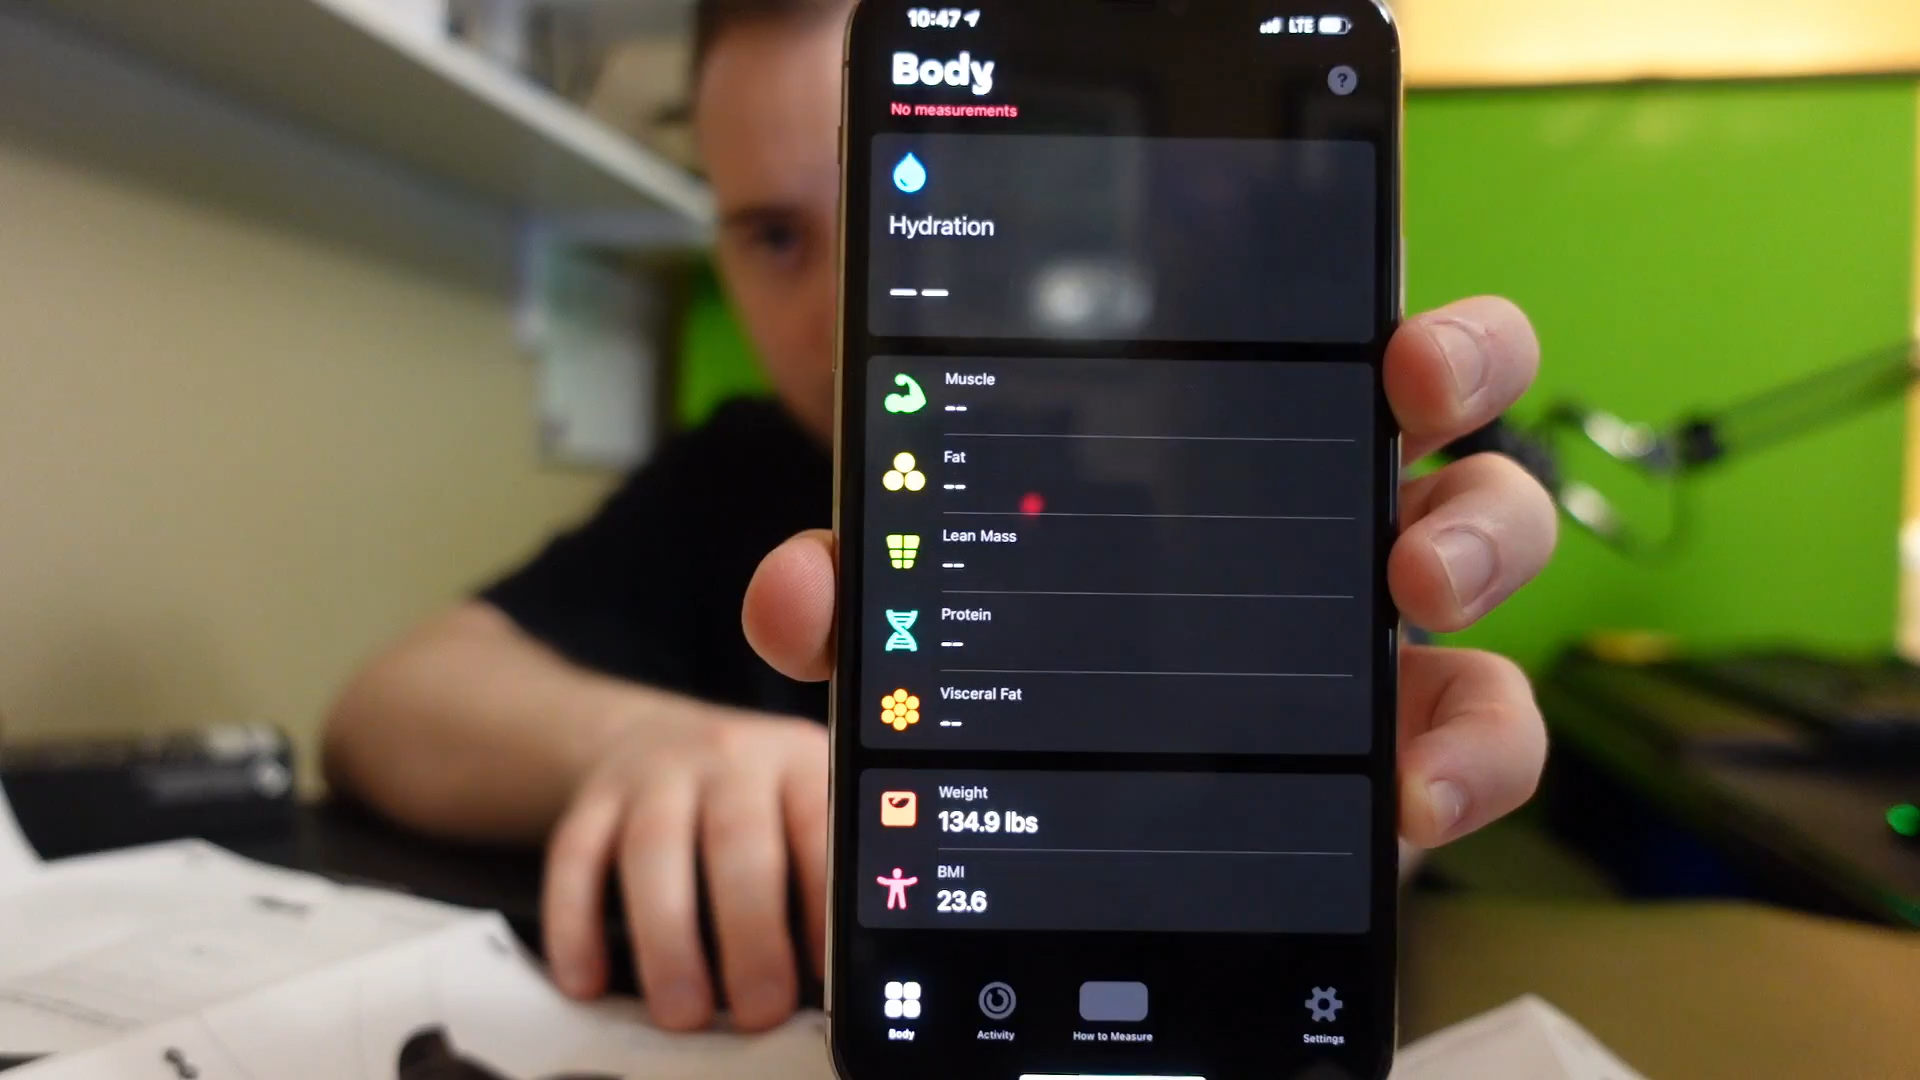 10:47
LTE
Body
?
No measurements
Hydration
— —
Muscle
--
Fat
--
Lean Mass
--
Protein
--
Visceral Fat
--
Weight
134.9 lbs
BMI
23.6
Body
Activity
How to Measure
Settings